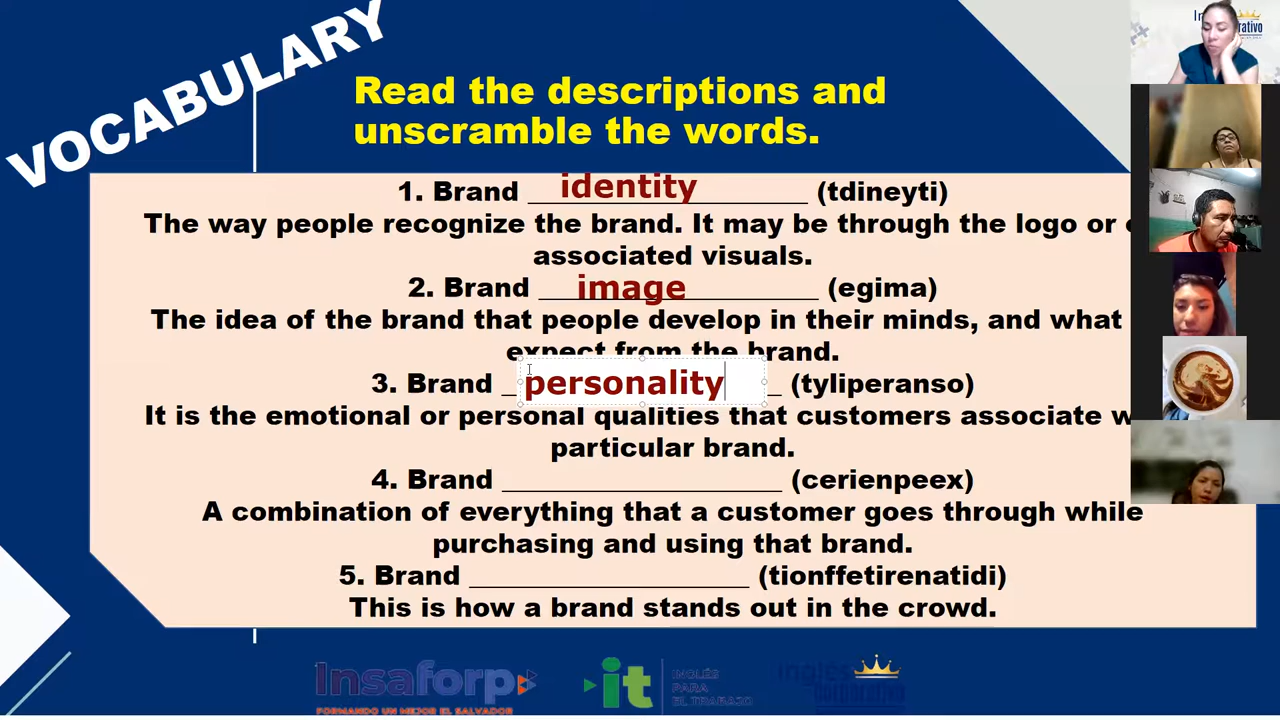 VOCABULARY
Read the descriptions and
unscramble the words.
1. Brand identity (tdineyti)
The way people recognize the brand. It may be through the logo or
associated visuals.
2. Brand image (egima)
The idea of the brand that people develop in their minds, and what
expect from the brand.
3. Brand personality (tyliperanso)
It is the emotional or personal qualities that customers associate
particular brand.
4. Brand ____________________ (cerienpeex)
A combination of everything that a customer goes through while
purchasing and using that brand.
5. Brand ____________________ (tionffetirenatidi)
This is how a brand stands out in the crowd.
Insaforp
FORMANDO UN MEJOR EL SALVADOR
it
INGLÉS
PARA
EL TRABAJO
inglés
corporativo